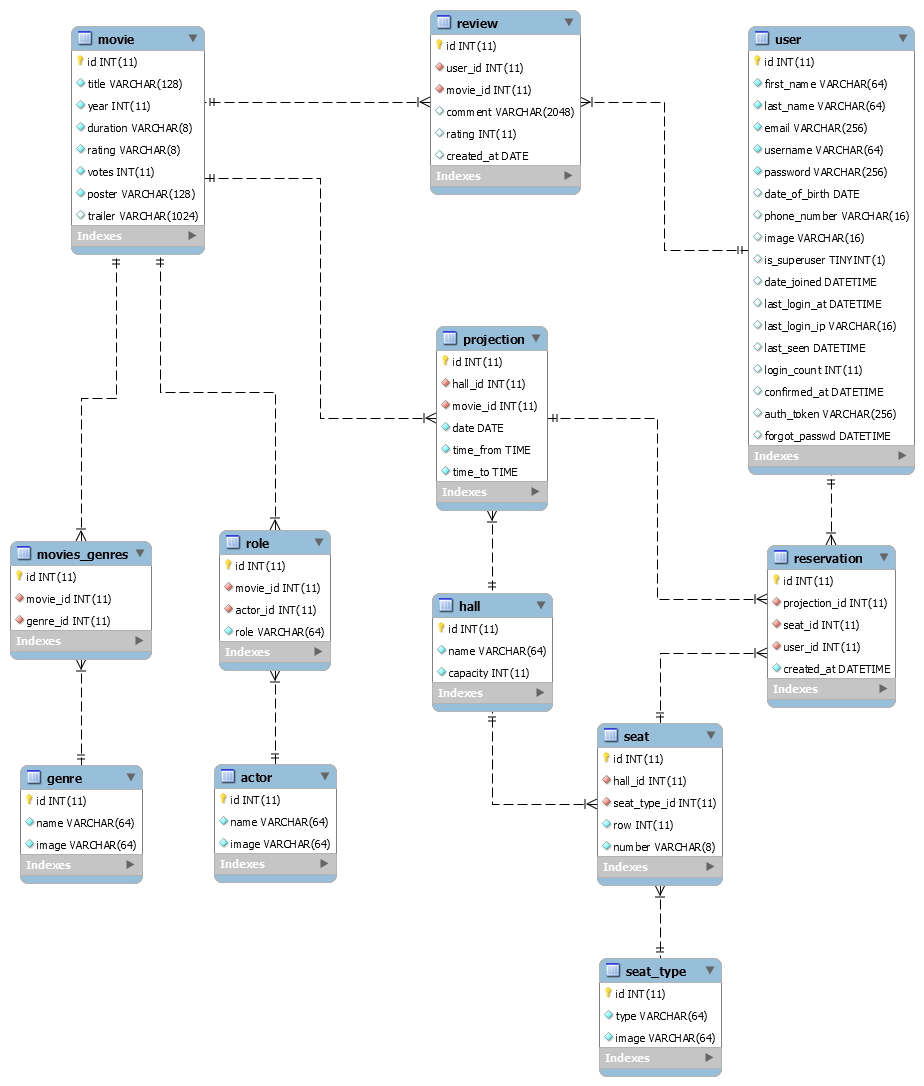 movie
id INT(11)
title VARCHAR(128)
year INT(11)
duration VARCHAR(8)
rating VARCHAR(8)
votes INT(11)
poster VARCHAR(128)
trailer VARCHAR(1024)
Indexes
review
id INT(11)
user_id INT(11)
movie_id INT(11)
comment VARCHAR(2048)
rating INT(11)
created_at DATE
Indexes
user
id INT(11)
first_name VARCHAR(64)
last_name VARCHAR(64)
email VARCHAR(256)
username VARCHAR(64)
password VARCHAR(256)
date_of_birth DATE
phone_number VARCHAR(16)
image VARCHAR(16)
is_superuser TINYINT(1)
date_joined DATETIME
last_login_at DATETIME
last_login_ip VARCHAR(16)
last_seen DATETIME
login_count INT(11)
confirmed_at DATETIME
auth_token VARCHAR(256)
forgot_passwd DATETIME
Indexes
projection
id INT(11)
hall_id INT(11)
movie_id INT(11)
date DATE
time_from TIME
time_to TIME
Indexes
movies_genres
id INT(11)
movie_id INT(11)
genre_id INT(11)
Indexes
role
id INT(11)
movie_id INT(11)
actor_id INT(11)
role VARCHAR(64)
Indexes
hall
id INT(11)
name VARCHAR(64)
capacity INT(11)
Indexes
reservation
id INT(11)
projection_id INT(11)
seat_id INT(11)
user_id INT(11)
created_at DATETIME
Indexes
genre
id INT(11)
name VARCHAR(64)
image VARCHAR(64)
Indexes
actor
id INT(11)
name VARCHAR(64)
image VARCHAR(64)
Indexes
seat
id INT(11)
hall_id INT(11)
seat_type_id INT(11)
row INT(11)
number VARCHAR(8)
Indexes
seat_type
id INT(11)
type VARCHAR(64)
image VARCHAR(64)
Indexes